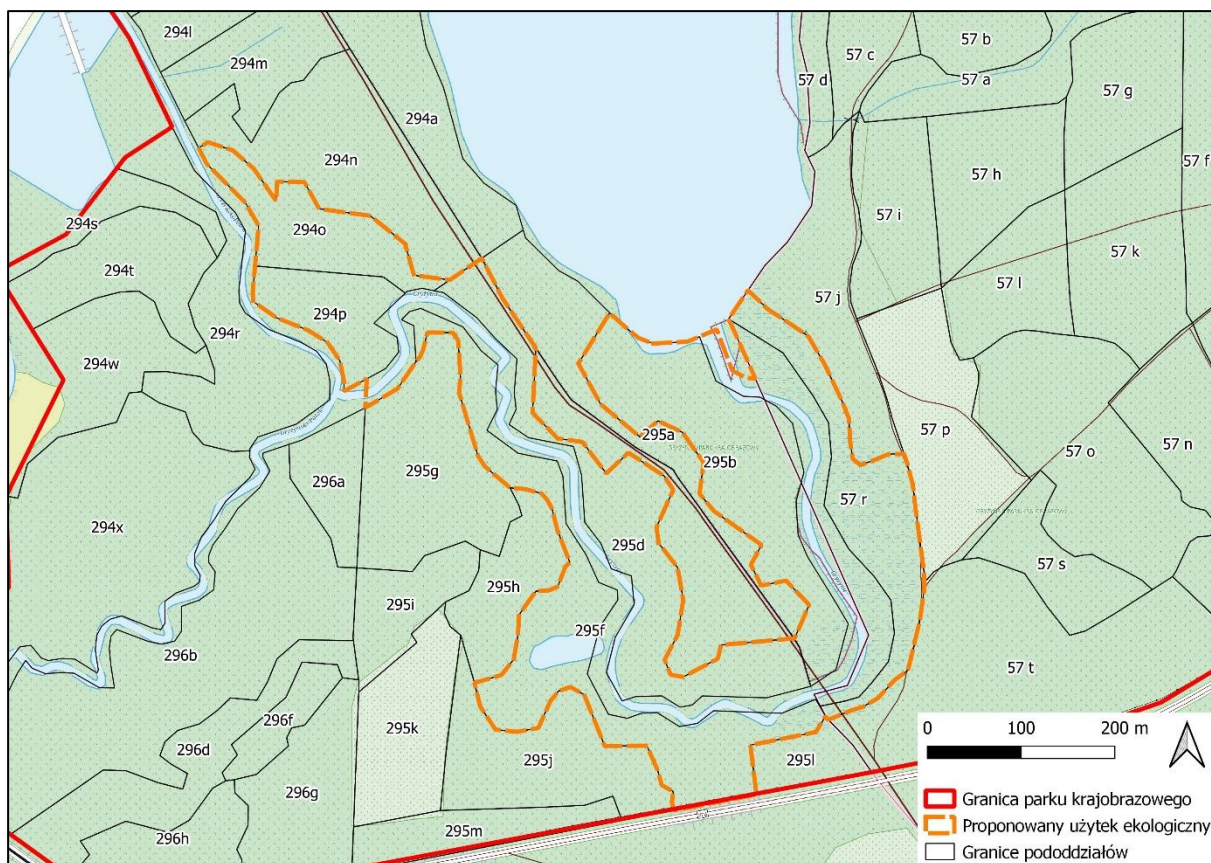 294l
294m
57 b
57 c
57 a
57 d
57 g
294a
294n
57 h
57 f
294s
57 i
294o
57 k
294t
57 l
57 j
294p
294r
294w
57 p
295a
295b
57 n
57 o
296a
295g
57 r
294x
295d
57 s
295h
295i
295f
296b
57 t
296f
295k
296d
295j
295l
296g
295m
296h
0 100 200 m
Granica parku krajobrazowego
Proponowany użytek ekologiczny
Granice pododdziałów